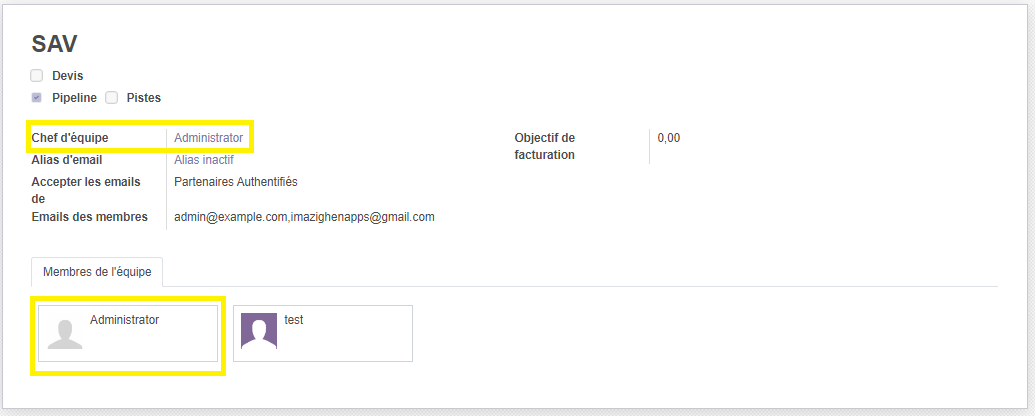 SAV
Devis
Pipeline Pistes
Chef d'équipe Administrator
Objectif de facturation 0,00
Alias d'email Alias inactif
Accepter les emails de Partenaires Authentifiés
Emails des membres admin@example.com,imazighenapps@gmail.com
Membres de l'équipe
Administrator test